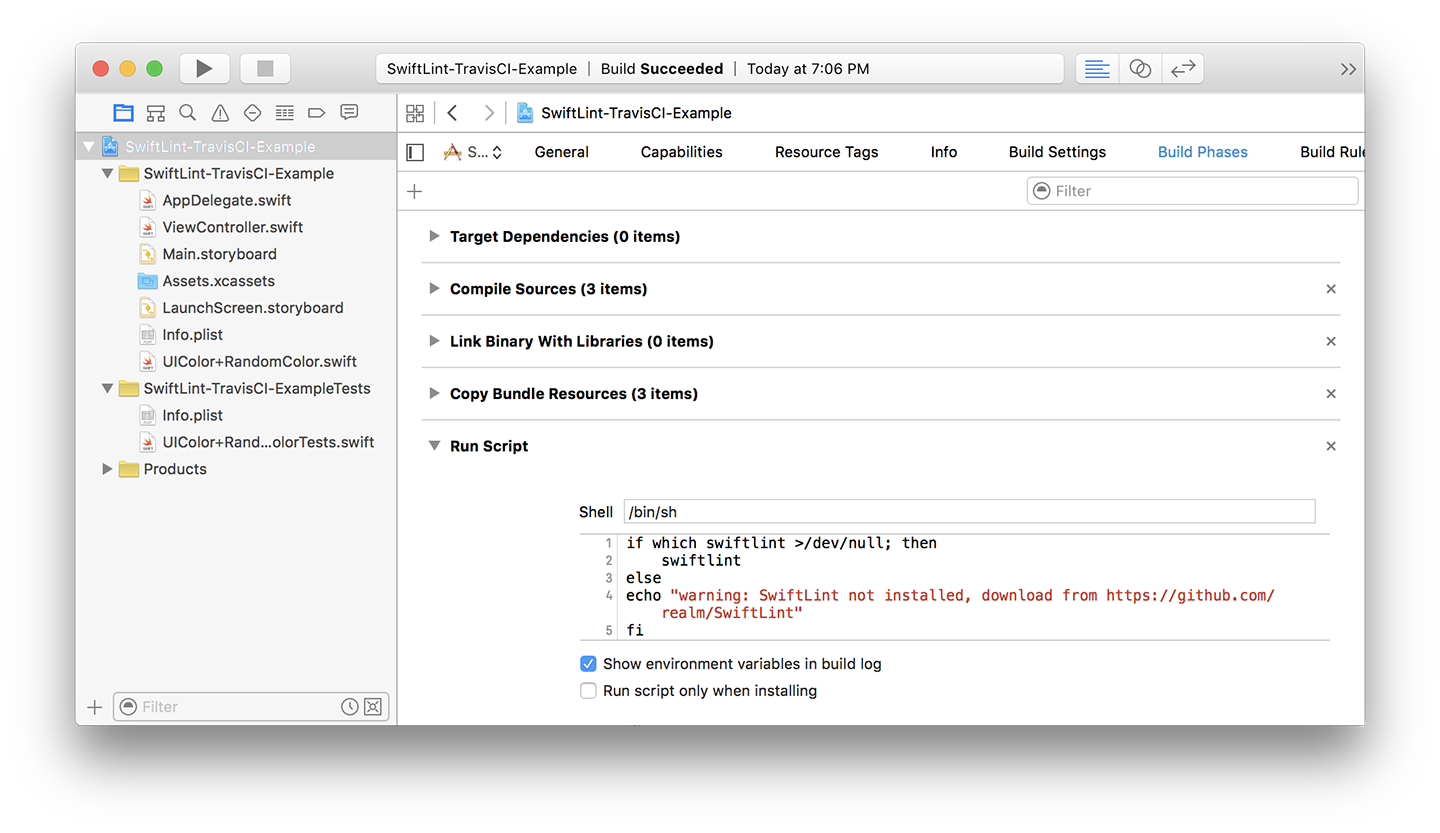 SwiftLint-TravisCI-Example | Build Succeeded | Today at 7:06 PM
SwiftLint-TravisCI-Example
SwiftLint-TravisCI-Example
AppDelegate.swift
ViewController.swift
Main.storyboard
Assets.xcassets
LaunchScreen.storyboard
Info.plist
UIColor+RandomColor.swift
SwiftLint-TravisCI-ExampleTests
Info.plist
UIColor+Rand...olorTests.swift
Products
Filter
SwiftLint-TravisCI-Example
S... General Capabilities Resource Tags Info Build Settings Build Phases Build Rule
Filter
Target Dependencies (0 items)
Compile Sources (3 items)
Link Binary With Libraries (0 items)
Copy Bundle Resources (3 items)
Run Script
Shell /bin/sh
1 if which swiftlint >/dev/null; then
2 swiftlint
3 else
4 echo "warning: SwiftLint not installed, download from https://github.com/
realm/SwiftLint"
5 fi
Show environment variables in build log
Run script only when installing